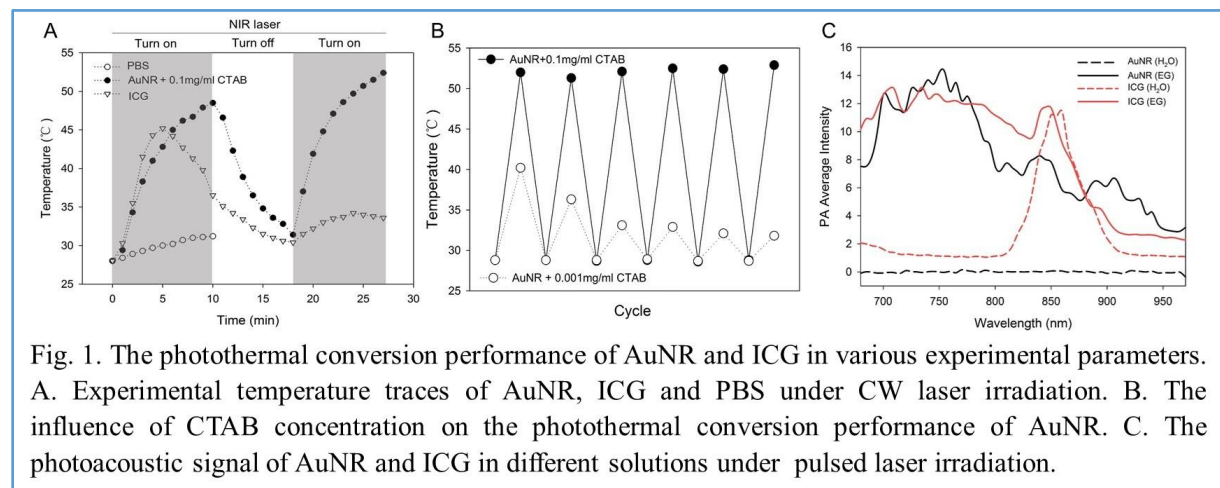 NIR laser
A
Turn on Turn off Turn on
55
50
45
40
35
30
25
Temperature (℃)
PBS
AuNR + 0.1mg/ml CTAB
ICG
0 5 10 15 20 25
Time (min)
B
55
50
45
40
35
30
25
Temperature (℃)
AuNR+0.1mg/ml CTAB
AuNR + 0.001mg/ml CTAB
Cycle
C
16
14
12
10
8
6
4
2
0
PA Average Intensity
AuNR (H₂O)
AuNR (EG)
ICG (H₂O)
ICG (EG)
700 750 800 850 900 950
Wavelength (nm)
Fig. 1. The photothermal conversion performance of AuNR and ICG in various experimental parameters.
A. Experimental temperature traces of AuNR, ICG and PBS under CW laser irradiation. B. The
influence of CTAB concentration on the photothermal conversion performance of AuNR. C. The
photoacoustic signal of AuNR and ICG in different solutions under pulsed laser irradiation.